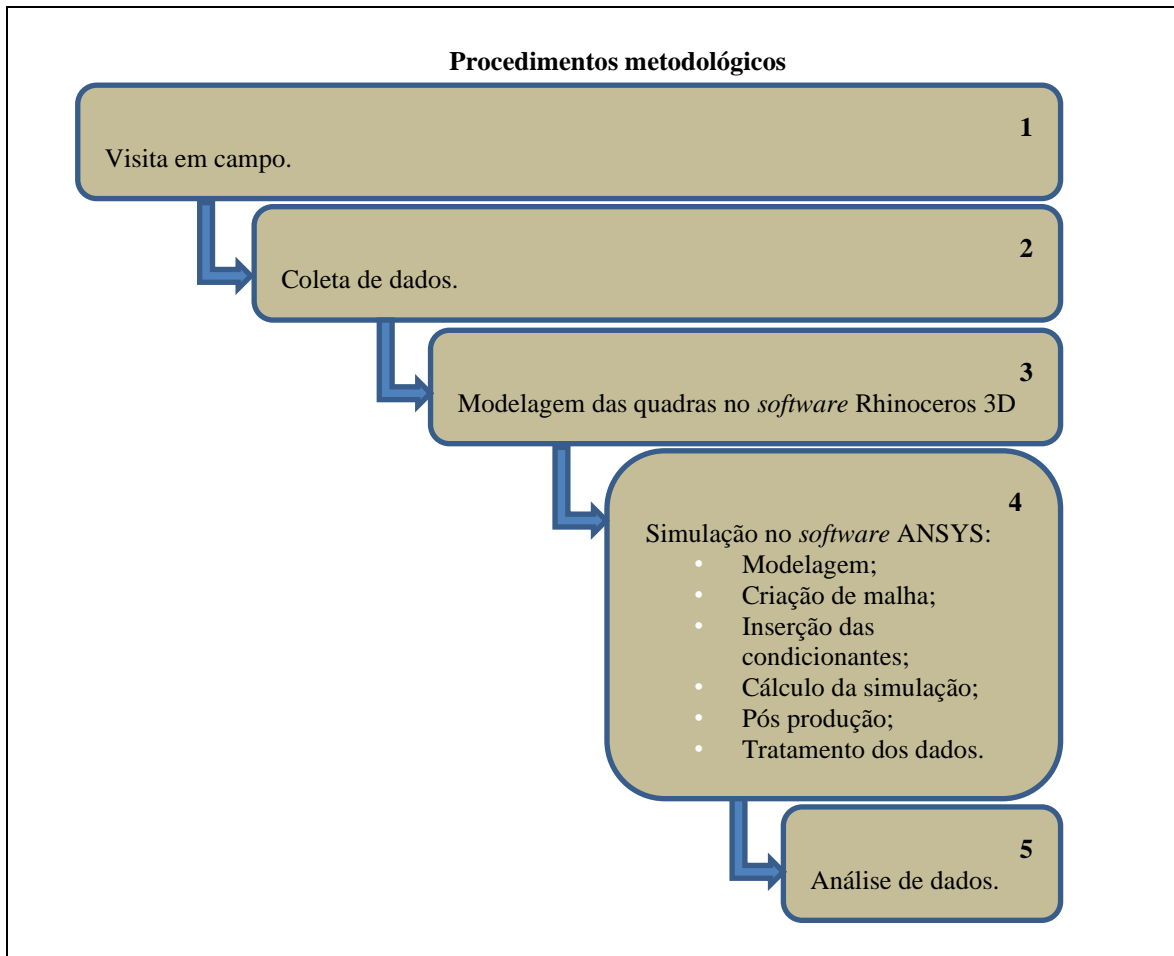 Procedimentos metodológicos
1
Visita em campo.
2
Coleta de dados.
3
Modelagem das quadras no software Rhinoceros 3D
4
Simulação no software ANSYS:
• Modelagem;
• Criação de malha;
• Inserção das
condicionantes;
• Cálculo da simulação;
• Pós produção;
• Tratamento dos dados.
5
Análise de dados.